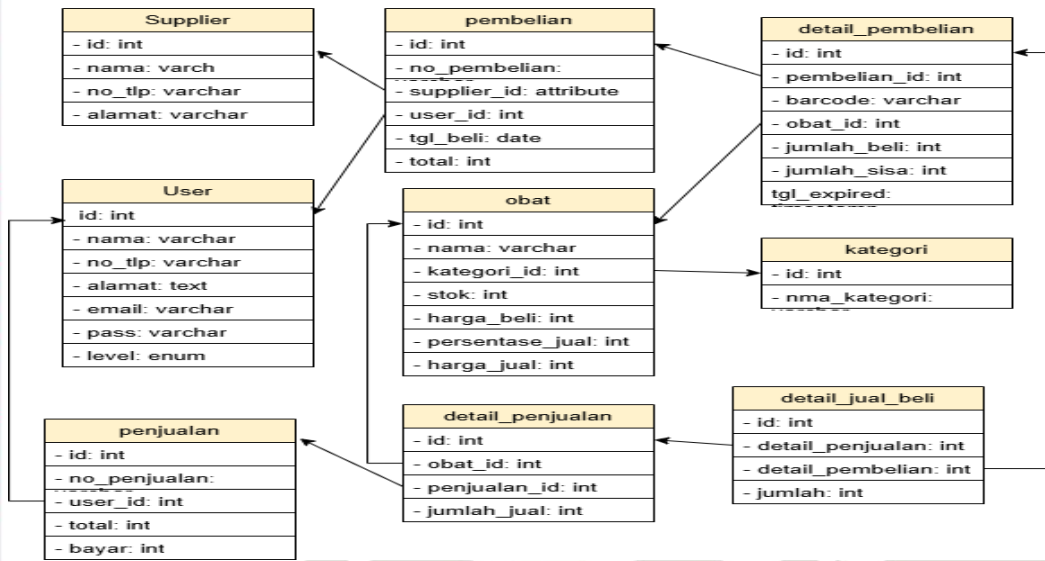 Supplier
- id: int
- nama: varch
- no_tlp: varchar
- alamat: varchar
pembelian
- id: int
- no_pembelian:
- supplier_id: attribute
- user_id: int
- tgl_beli: date
- total: int
detail_pembelian
- id: int
- pembelian_id: int
- barcode: varchar
- obat_id: int
- jumlah_beli: int
- jumlah_sisa: int
tgl_expired:
User
id: int
- nama: varchar
- no_tlp: varchar
- alamat: text
- email: varchar
- pass: varchar
- level: enum
obat
- id: int
- nama: varchar
- kategori_id: int
- stok: int
- harga_beli: int
- persentase_jual: int
- harga_jual: int
kategori
- id: int
- nma_kategori:
penjualan
- id: int
- no_penjualan:
- user_id: int
- total: int
- bayar: int
detail_penjualan
- id: int
- obat_id: int
- penjualan_id: int
- jumlah_jual: int
detail_jual_beli
- id: int
- detail_penjualan: int
- detail_pembelian: int
- jumlah: int